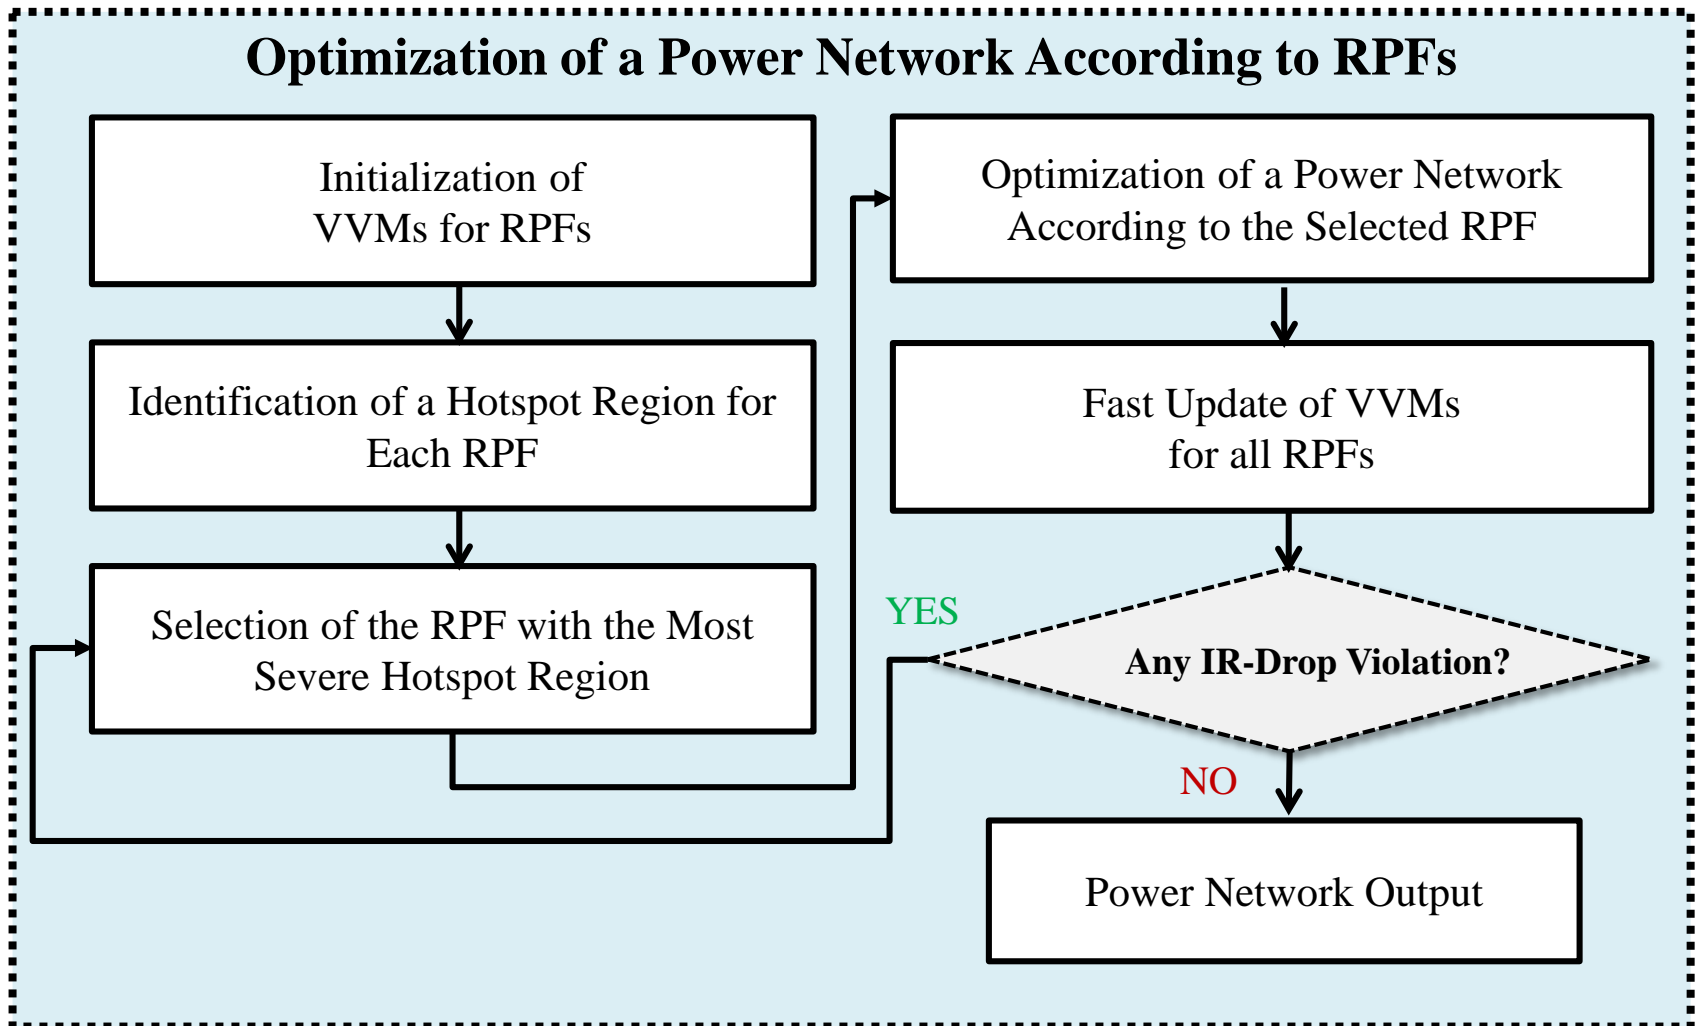 Optimization of a Power Network According to RPFs
Initialization of
VVMs for RPFs
Identification of a Hotspot Region for
Each RPF
Selection of the RPF with the Most
Severe Hotspot Region
Optimization of a Power Network
According to the Selected RPF
Fast Update of VVMs
for all RPFs
YES
Any IR-Drop Violation?
NO
Power Network Output